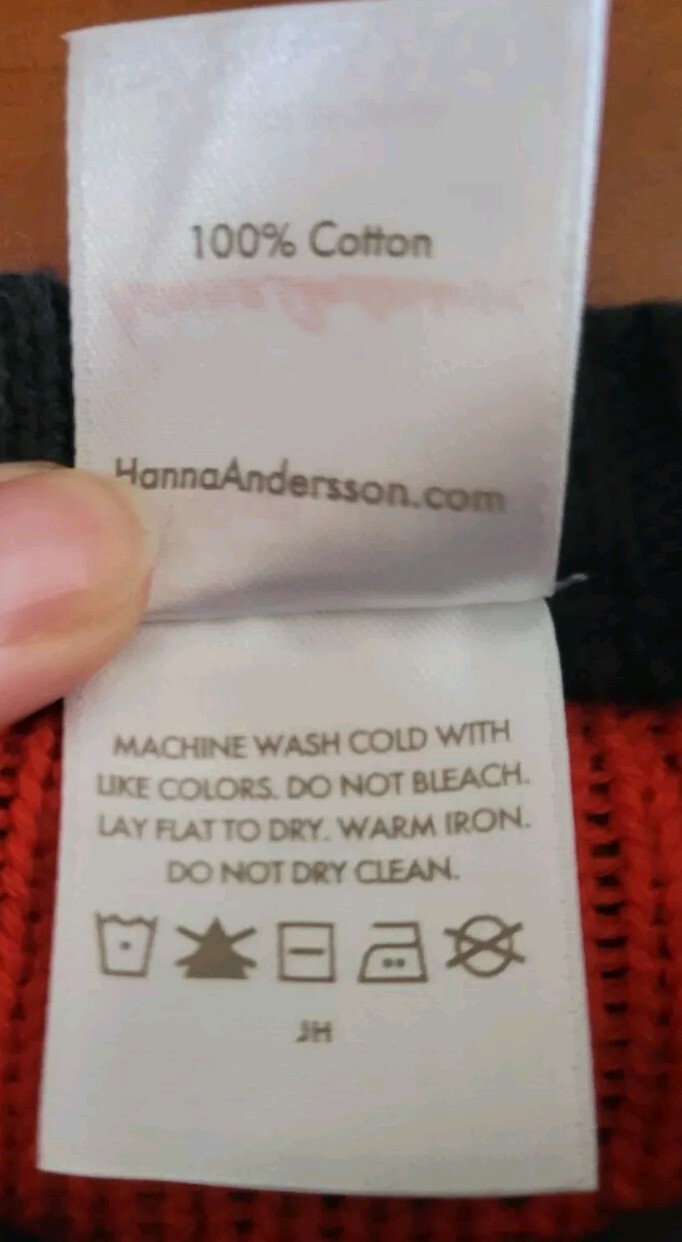 100% Cotton
HannaAndersson.com
MACHINE WASH COLD WITH
LIKE COLORS. DO NOT BLEACH.
LAY FLAT TO DRY. WARM IRON.
DO NOT DRY CLEAN.
JH